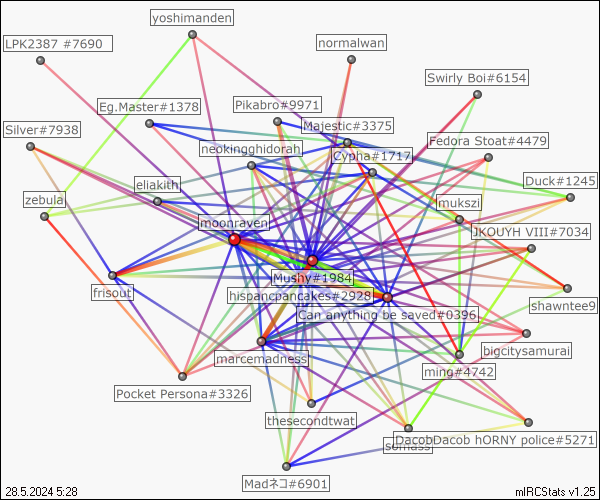 yoshimanden
LPK2387 #7690
normalwan
Swirly Boi#6154
Eg.Master#1378
Pikabro#9971
Majestic#3375
Silver#7938
neokingghidorah
Fedora Stoat#4479
Cypha#1717
eliakith
Duck#1245
zebula
mukszi
moonraven
JKOUYH VIII#7034
Mushy#1984
frisout
hispancpancakes#2928
shawntee9
Can anything be saved#0396
bigcitysamurai
marcemadness
ming#4742
Pocket Persona#3326
thesecondtwat
DacobDacob hORNY police#5271
Madネコ#6901
28.5.2024 5:28
mIRCStats v1.25